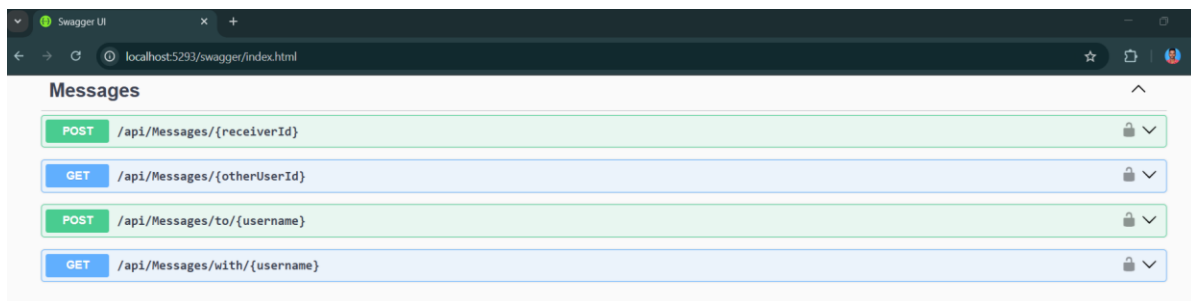 Swagger UI
localhost:5293/swagger/index.html
Messages
POST /api/Messages/{receiverId}
GET /api/Messages/{otherUserId}
POST /api/Messages/to/{username}
GET /api/Messages/with/{username}